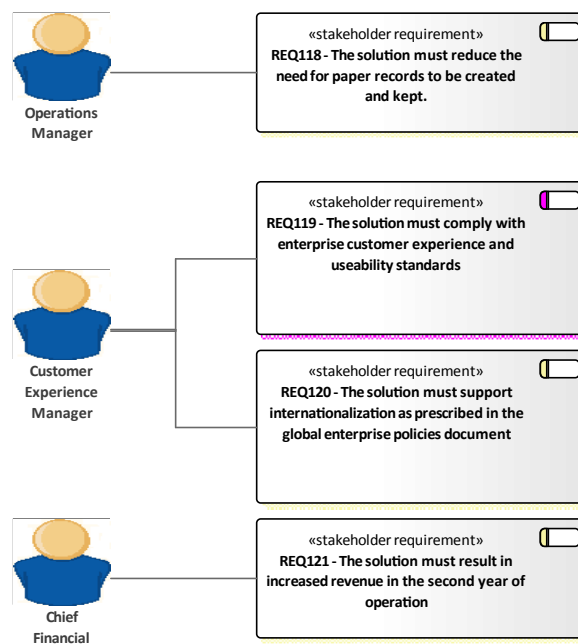 «stakeholder requirement»
REQ118 - The solution must reduce the
need for paper records to be created
and kept.
Operations
Manager
«stakeholder requirement»
REQ119 - The solution must comply with
enterprise customer experience and
useability standards
Customer
Experience
Manager
«stakeholder requirement»
REQ120 - The solution must support
internationalization as prescribed in the
global enterprise policies document
«stakeholder requirement»
REQ121 - The solution must result in
increased revenue in the second year of
operation
Chief
Financial